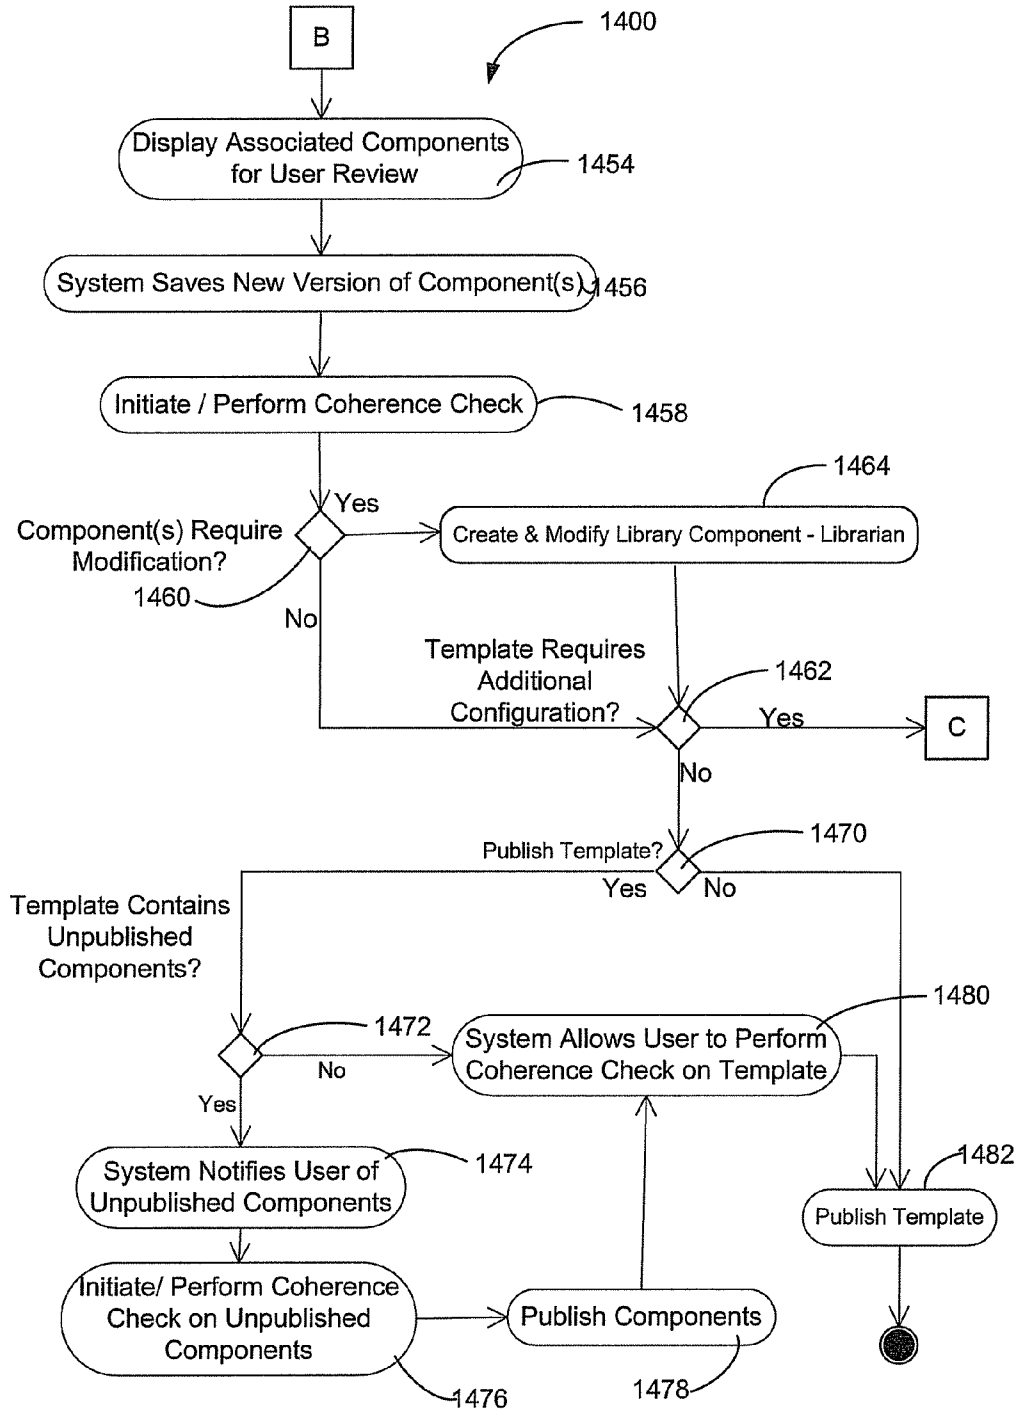 B
1400
Display Associated Components
for User Review
1454
System Saves New Version of Component(s)
1456
Initiate / Perform Coherence Check
1458
1464
Yes
Component(s) Require
Modification?
Create & Modify Library Component - Librarian
1460
No
Template Requires
Additional
Configuration?
1462
Yes
C
No
1470
Publish Template?
Yes
No
Template Contains
Unpublished
Components?
1480
1472
System Allows User to Perform
Coherence Check on Template
No
Yes
1474
System Notifies User of
Unpublished Components
1482
Publish Template
Initiate/ Perform Coherence
Check on Unpublished
Components
Publish Components
1476
1478